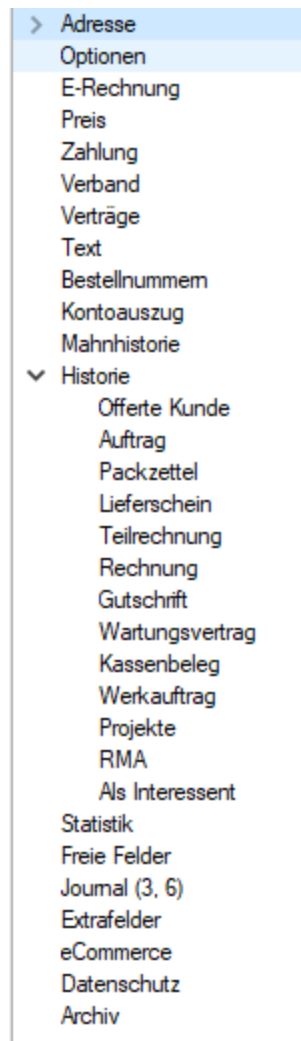 Adresse
Optionen
E-Rechnung
Preis
Zahlung
Verband
Verträge
Text
Bestellnummern
Kontoauszug
Mahnhistorie
Historie
Offerte Kunde
Auftrag
Packzettel
Lieferschein
Teilrechnung
Rechnung
Gutschrift
Wartungsvertrag
Kassenbeleg
Werkauftrag
Projekte
RMA
Als Interessent
Statistik
Freie Felder
Journal (3, 6)
Extrafelder
eCommerce
Datenschutz
Archiv